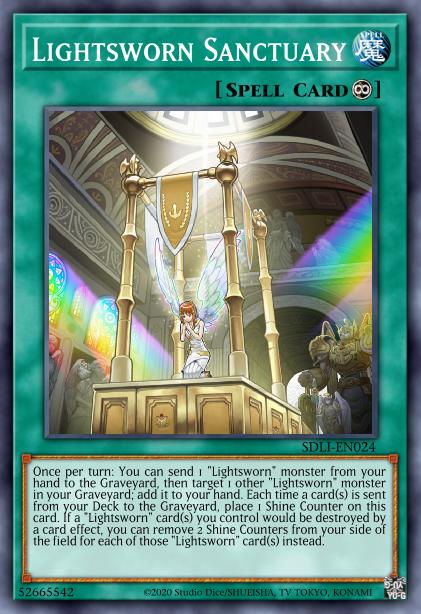 LIGHTSWORN SANCTUARY
SPELL
魔
[SPELL CARD]
SDLI-EN024
Once per turn: You can send 1 "Lightsworn" monster from your
hand to the Graveyard, then target 1 other "Lightsworn" monster
in your Graveyard; add it to your hand. Each time a card(s) is sent
from your Deck to the Graveyard, place 1 Shine Counter on this
card. If a "Lightsworn" card(s) you control would be destroyed by
a card effect, you can remove 2 Shine Counters from your side of
the field for each of those "Lightsworn" card(s) instead.
52665542
©2020 Studio Dice/SHUEISHA, TV TOKYO, KONAMI